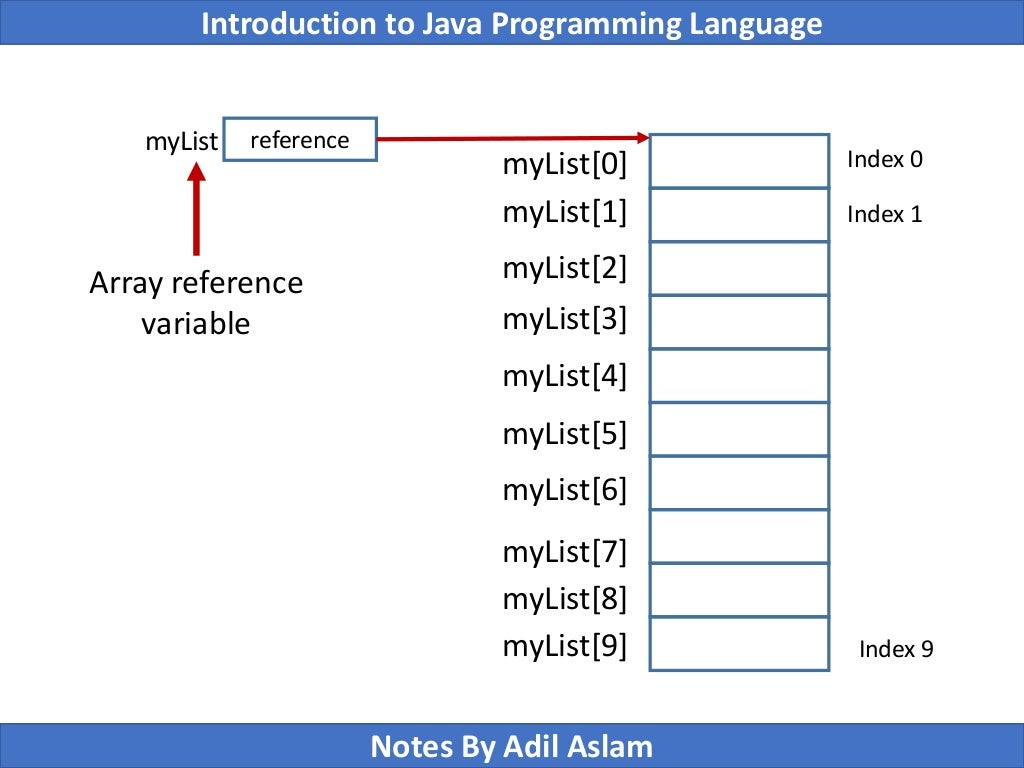 Introduction to Java Programming Language
myList reference
Array reference
variable
myList[0] Index 0
myList[1] Index 1
myList[2]
myList[3]
myList[4]
myList[5]
myList[6]
myList[7]
myList[8]
myList[9] Index 9
Notes By Adil Aslam